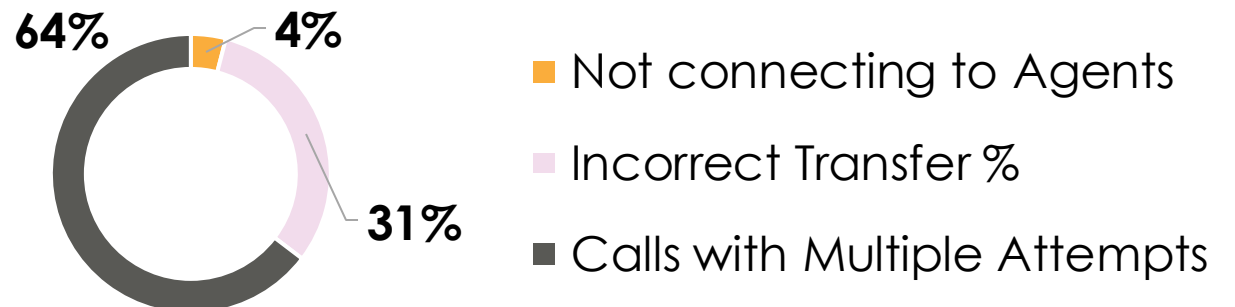 64%
4%
31%
Not connecting to Agents
Incorrect Transfer %
Calls with Multiple Attempts